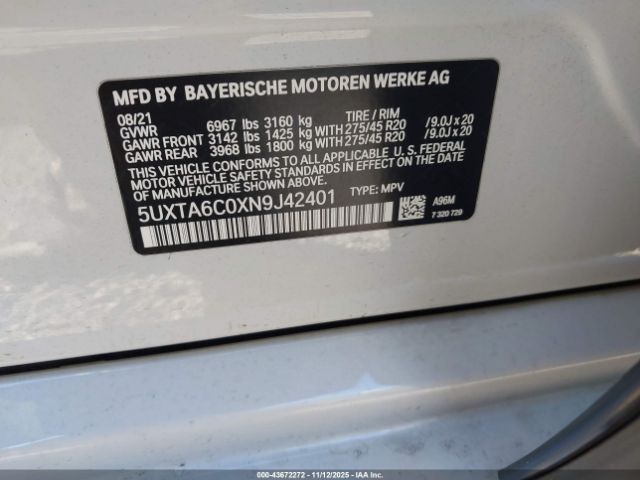 MFD BY BAYERISCHE MOTOREN WERKE AG
08/21 TIRE / RIM
GVWR 6967 lbs 3160 kg
GAWR FRONT 3142 lbs 1425 kg WITH 275/45 R20 /9.0J x 20
GAWR REAR 3968 lbs 1800 kg WITH 275/45 R20 /9.0J x 20
THIS VEHICLE CONFORMS TO ALL APPLICABLE U.S. FEDERAL
MOTOR VEHICLE SAFETY STANDARDS IN EFFECT ON THE
DATE OF MANUFACTURE SHOWN ABOVE.
5UXTA6C0XN9J42401 TYPE: MPV
A96M
7 320 729
000-43672272 - 11/12/2025 - IAAI.COM